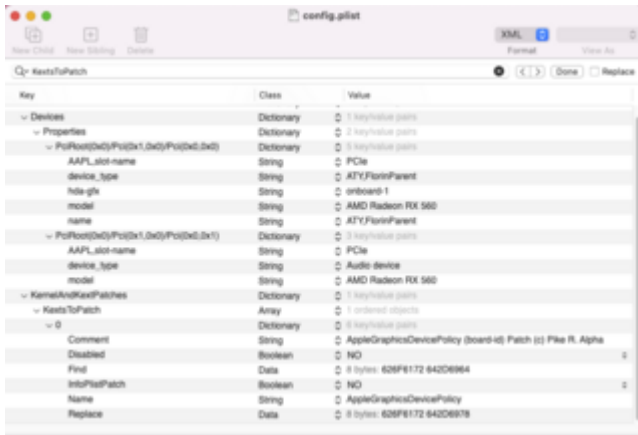 config.plist
New Child New Sibling Delete
XML
Format View As
KextsToPatch
Done Replace
Key Class Value
Devices Dictionary 1 key/value pairs
Properties Dictionary 2 key/value pairs
PciRoot(0x0)/Pci(0x1,0x0)/Pci(0x0,0x0) Dictionary 5 key/value pairs
AAPL,slot-name String PCIe
device_type String ATY,FlorinParent
hda-gfx String onboard-1
model String AMD Radeon RX 560
name String ATY,FlorinParent
PciRoot(0x0)/Pci(0x1,0x0)/Pci(0x0,0x1) Dictionary 3 key/value pairs
AAPL,slot-name String PCIe
device_type String Audio device
model String AMD Radeon RX 560
KernelAndKextPatches Dictionary 1 key/value pairs
KextsToPatch Array 1 ordered objects
0 Dictionary 6 key/value pairs
Comment String AppleGraphicsDevicePolicy (board-id) Patch (c) Pike R. Alpha
Disabled Boolean NO
Find Data 8 bytes: 626F6172 642D6964
InfoPlistPatch Boolean NO
Name String AppleGraphicsDevicePolicy
Replace Data 8 bytes: 626F6172 642D6978